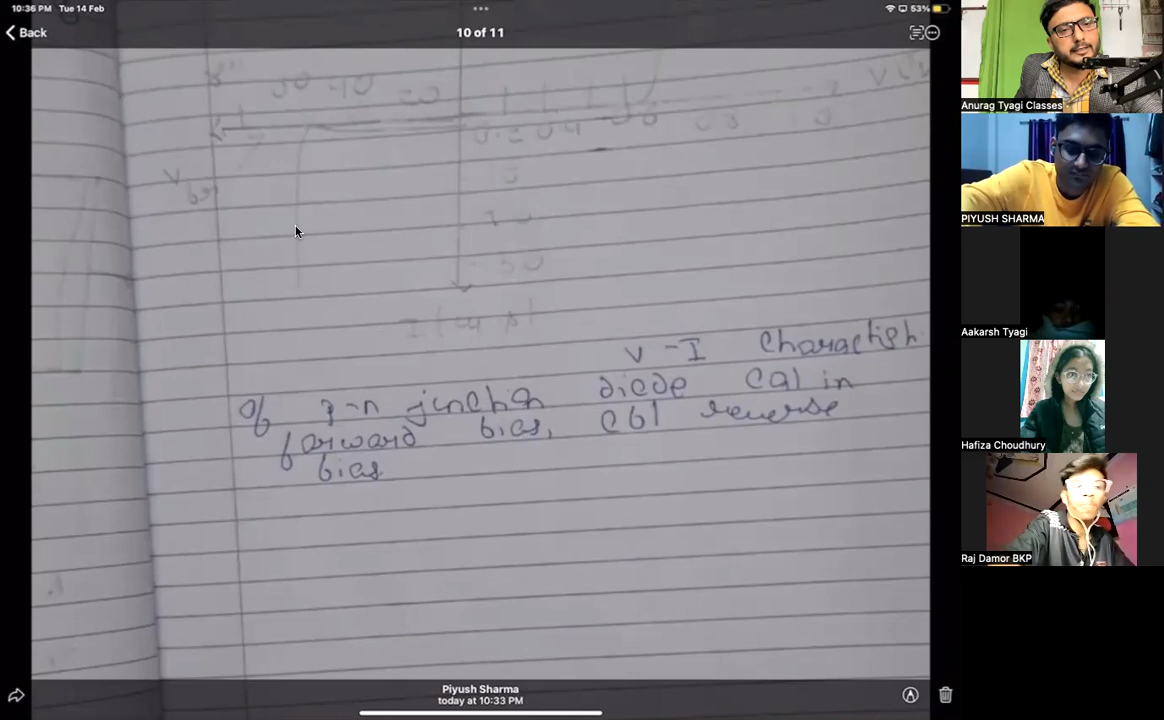 10:36 PM Tue 14 Feb
53%
Back
10 of 11
V -I Charactish
of p-n junction diode (a) in
forward bias, (b) reverse
bias
Piyush Sharma
today at 10:33 PM
Anurag Tyagi Classes
PIYUSH SHARMA
Aakarsh Tyagi
Hafiza Choudhury
Raj Damor BKP